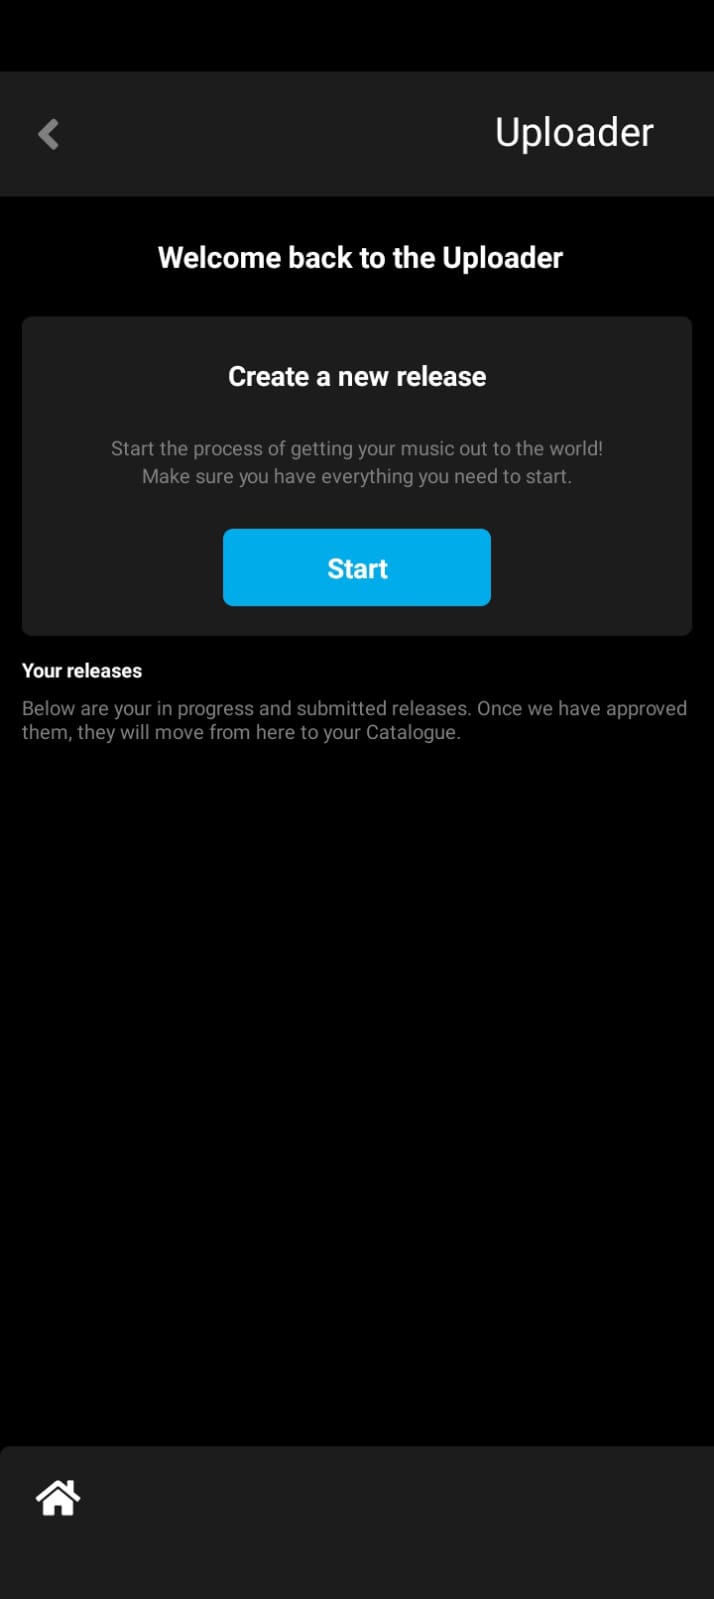 Uploader
Welcome back to the Uploader
Create a new release
Start the process of getting your music out to the world!
Make sure you have everything you need to start.
Start
Your releases
Below are your in progress and submitted releases. Once we have approved
them, they will move from here to your Catalogue.